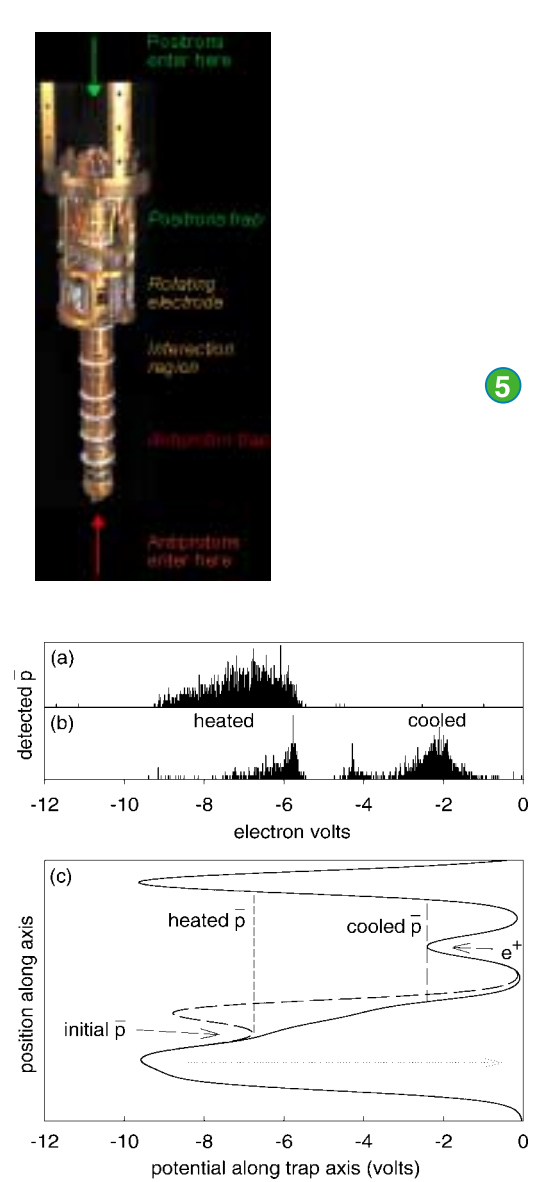 Positrons
enter here
Positrons trap
Rotating
electrode
Interection
region
Antiproton trap
Antiprotons
enter here
5
(a)
(b)
heated
cooled
detected p̅
-12 -10 -8 -6 -4 -2 0
electron volts
(c)
heated p̅
cooled p̅
e⁺
initial p̅
position along axis
-12 -10 -8 -6 -4 -2 0
potential along trap axis (volts)